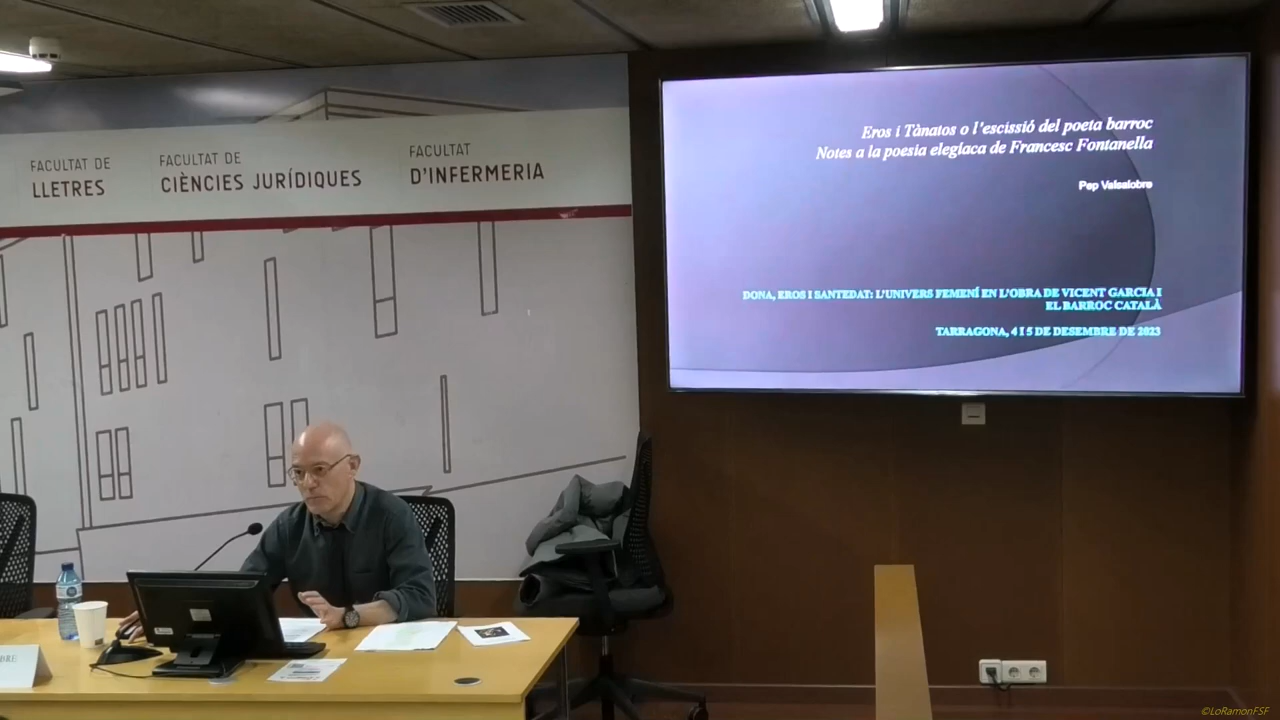 FACULTAT DE
LLETRES
FACULTAT DE
CIÈNCIES JURÍDIQUES
FACULTAT
D'INFERMERIA
Eros i Tànatos o l'escissió del poeta barroc
Notes a la poesia elegíaca de Francesc Fontanella
Pep Valsalobre
DONA, EROS I SANTEDAT: L'UNIVERS FEMENÍ EN L'OBRA DE VICENT GARCIA I
EL BARROC CATALÀ
TARRAGONA, 4 I 5 DE DESEMBRE DE 2023
©LoRamonFSF